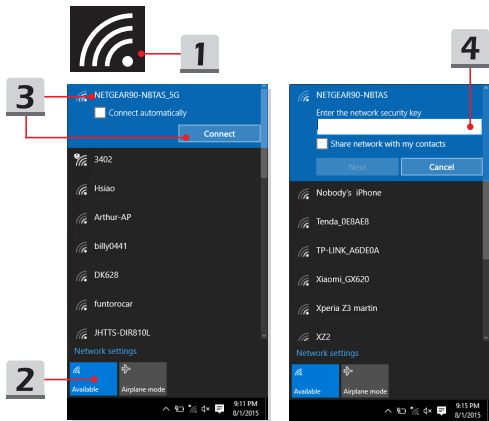 1
3
NETGEAR90-NBTAS_5G
Connect automatically
Connect
3402
Hsiao
Arthur-AP
billy0441
DK628
funtorocar
JHTTS-DIR810L
Network settings
2
Available
Airplane mode
9:11 PM
8/1/2015
4
NETGEAR90-NBTAS
Enter the network security key
Share network with my contacts
Next
Cancel
Nobody's iPhone
Tenda_0E8AE8
TP-LINK_A6DE0A
Xiaomi_GX620
Xperia Z3 martin
XZ2
Network settings
Available
Airplane mode
9:15 PM
8/1/2015